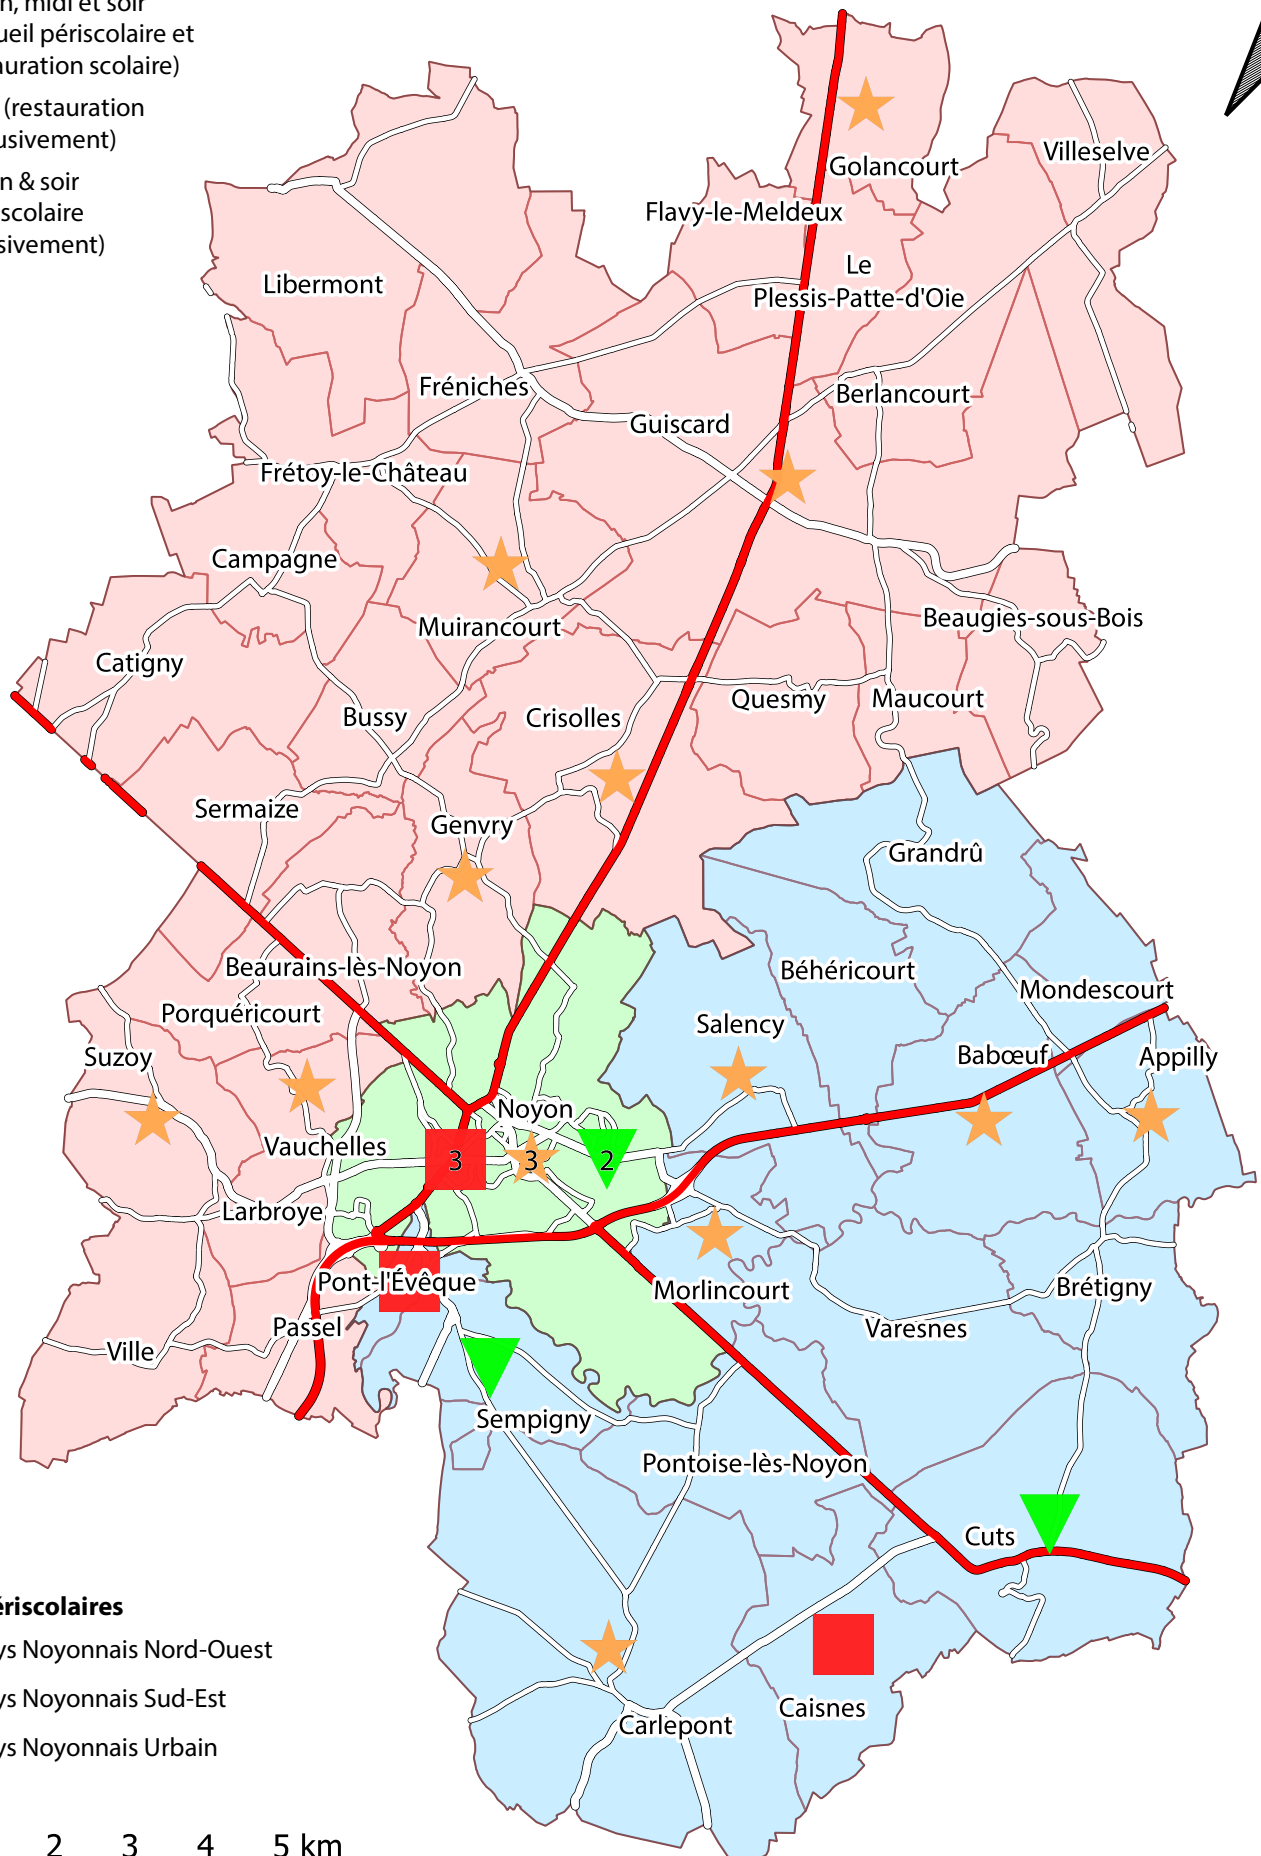 n, midi et soir
ueil périscolaire et
auration scolaire)
(restauration
usivement)
n & soir
scolaire
sivement)
Golancourt
Villeselve
Flavy-le-Meldeux
Le
Plessis-Patte-d'Oie
Libermont
Fréniches
Berlancourt
Guiscard
Frétoy-le-Château
Campagne
Muirancourt
Beaugies-sous-Bois
Catigny
Bussy
Crisolles
Quesmy
Maucourt
Sermaize
Genvry
Grandrû
Beaurains-lès-Noyon
Béhéricourt
Mondescourt
Porquéricourt
Salency
Suzoy
Babœuf
Appilly
Noyon
Vauchelles
3
3
2
Larbroye
Pont-l'Évêque
Morlincourt
Brétigny
Passel
Varesnes
Ville
Sempigny
Pontoise-lès-Noyon
Cuts
ériscolaires
ys Noyonnais Nord-Ouest
ys Noyonnais Sud-Est
Caisnes
Carlepont
ys Noyonnais Urbain
2 3 4 5 km